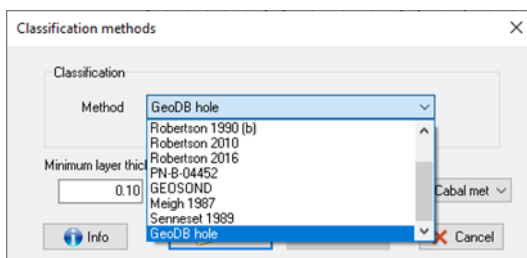 Classification methods
Classification
Method
GeoDB hole
Robertson 1990 (b)
Robertson 2010
Robertson 2016
PN-B-04452
GEOSOND
Meigh 1987
Senneset 1989
GeoDB hole
Minimum layer thic
0.10
Cabal met
Info
Cancel